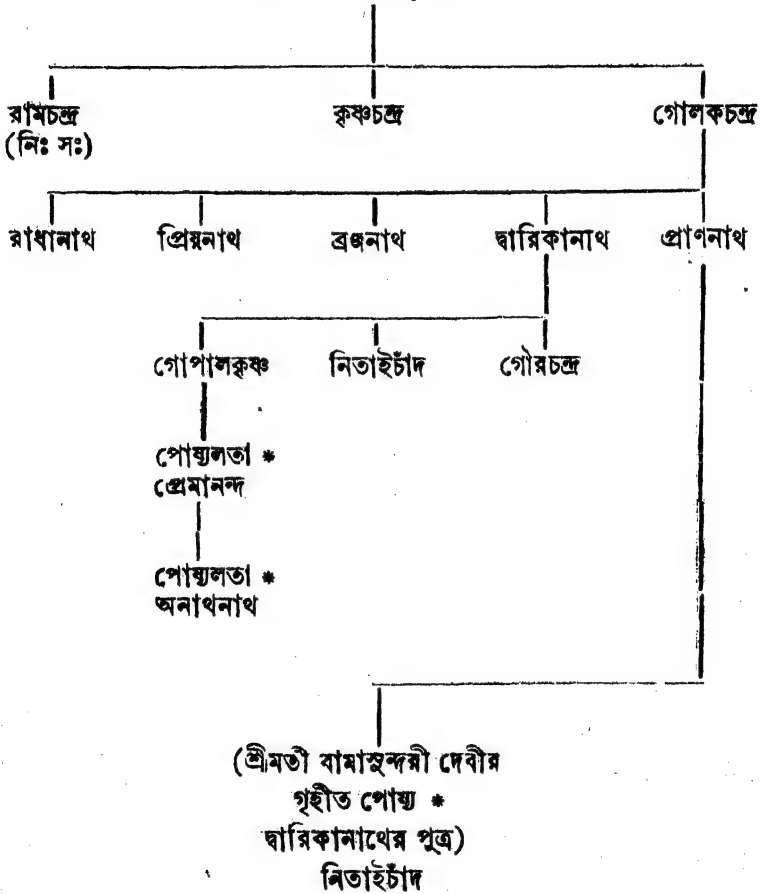 রামচন্দ্র কৃষ্ণচন্দ্র গোলকচন্দ্র
(নিঃ সঃ)
রাধানাথ প্রিয়নাথ ব্রজনাথ দ্বারিকানাথ প্রাণনাথ
গোপালকৃষ্ণ নিতাইচাঁদ গৌরচন্দ্র
পোষ্যলতা *
প্রেমানন্দ
পোষ্যলতা *
অনাথনাথ
(শ্রীমতী বামাসুন্দরী দেবীর
গৃহীত পোষ্য *
দ্বারিকানাথের পুত্র)
নিতাইচাঁদ